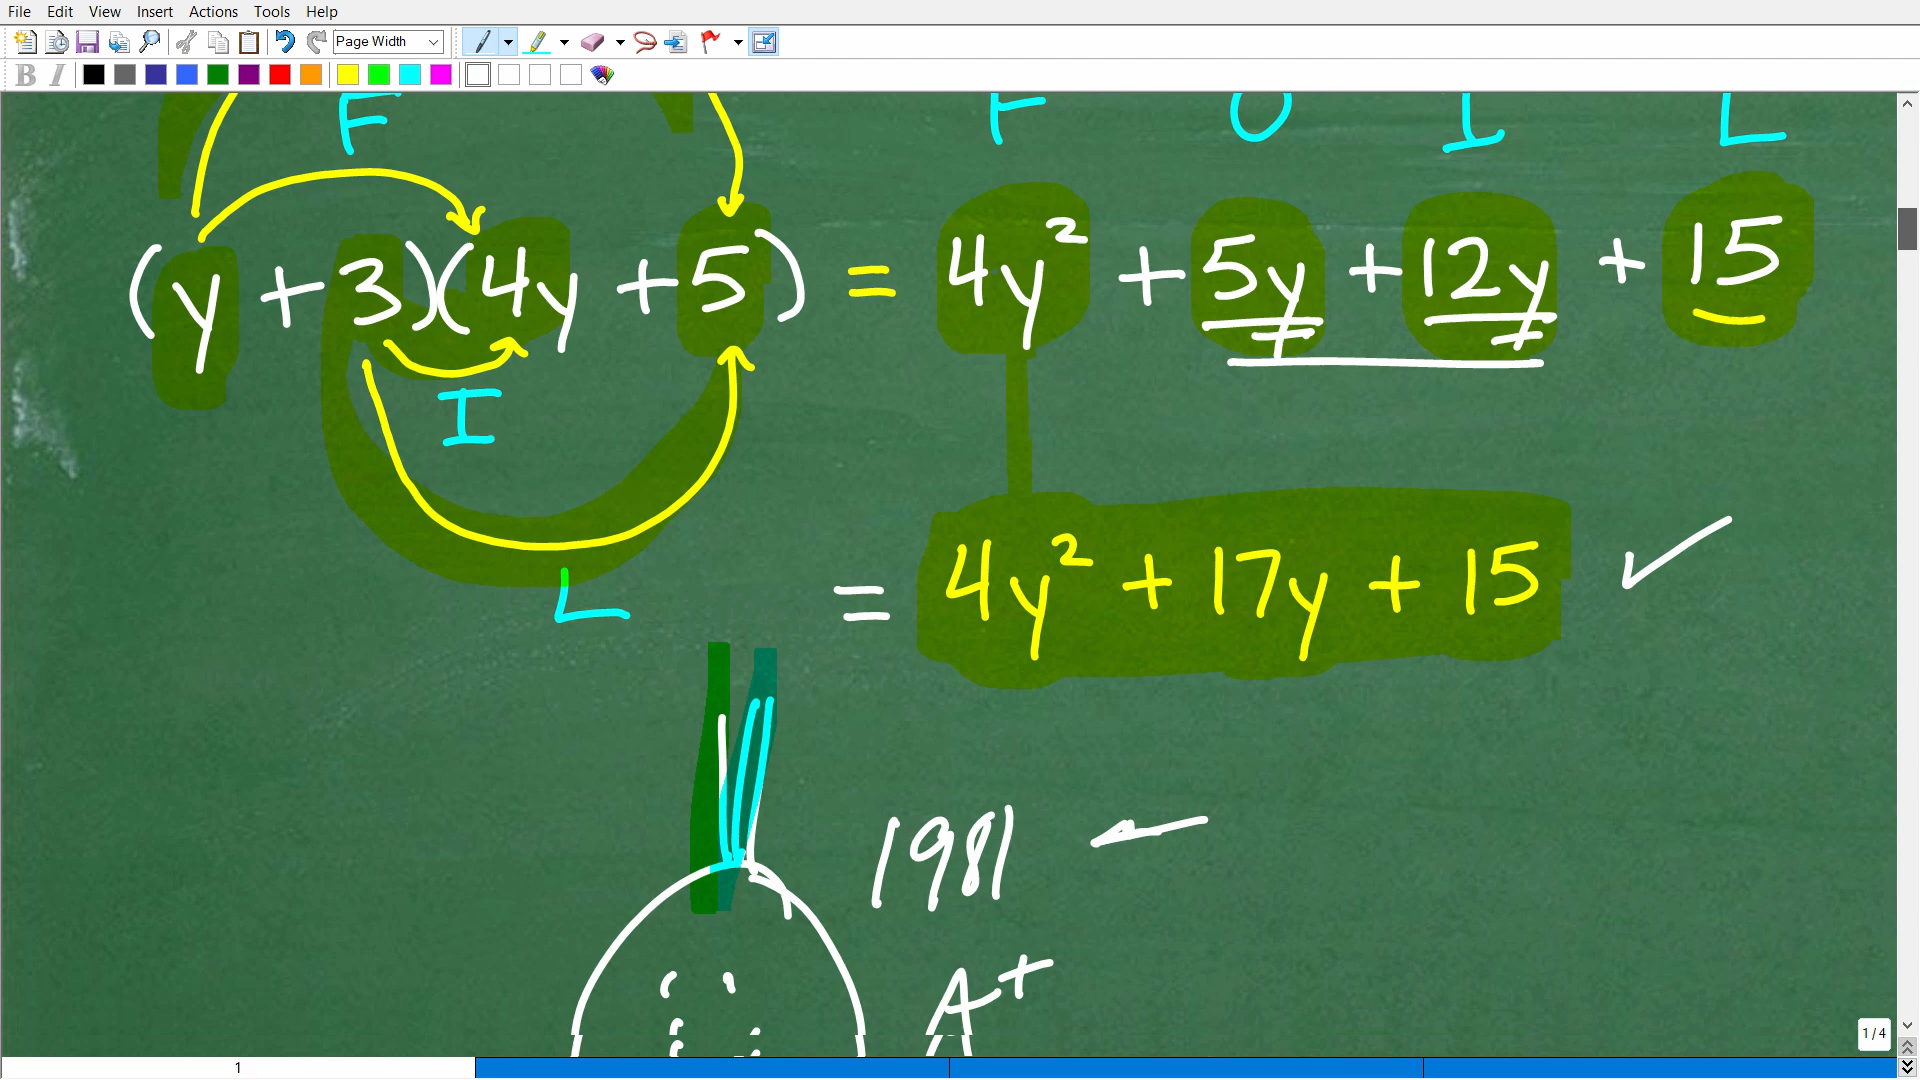 File Edit View Insert Actions Tools Help
Page Width
B I
F F O I L
(y + 3)(4y + 5) = 4y² + 5y + 12y + 15
I
L
= 4y² + 17y + 15 ✓
1981
A+
1 / 4
1